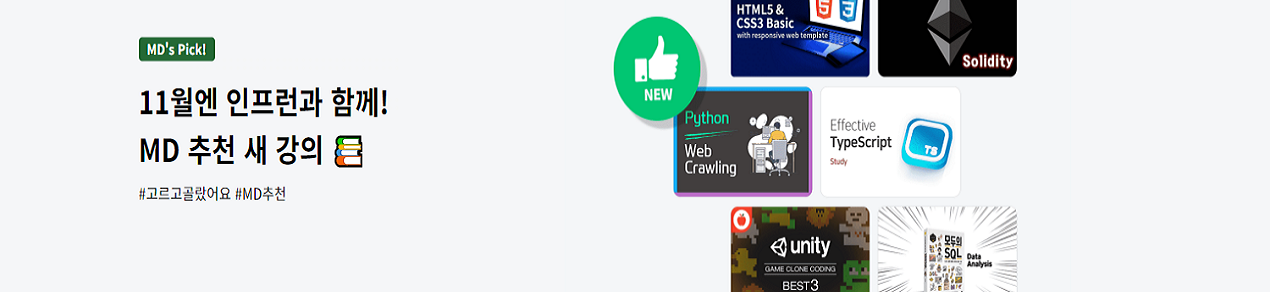 MD's Pick!
11월엔 인프런과 함께!
MD 추천 새 강의
#고르고골랐어요 #MD추천
NEW
HTML5 &
CSS3 Basic
with responsive web template
5
3
Solidity
Python
Web
Crawling
Effective
TypeScript
Study
TS
unity
GAME CLONE CODING
BEST3
모두의
SQL
Data
Analysis